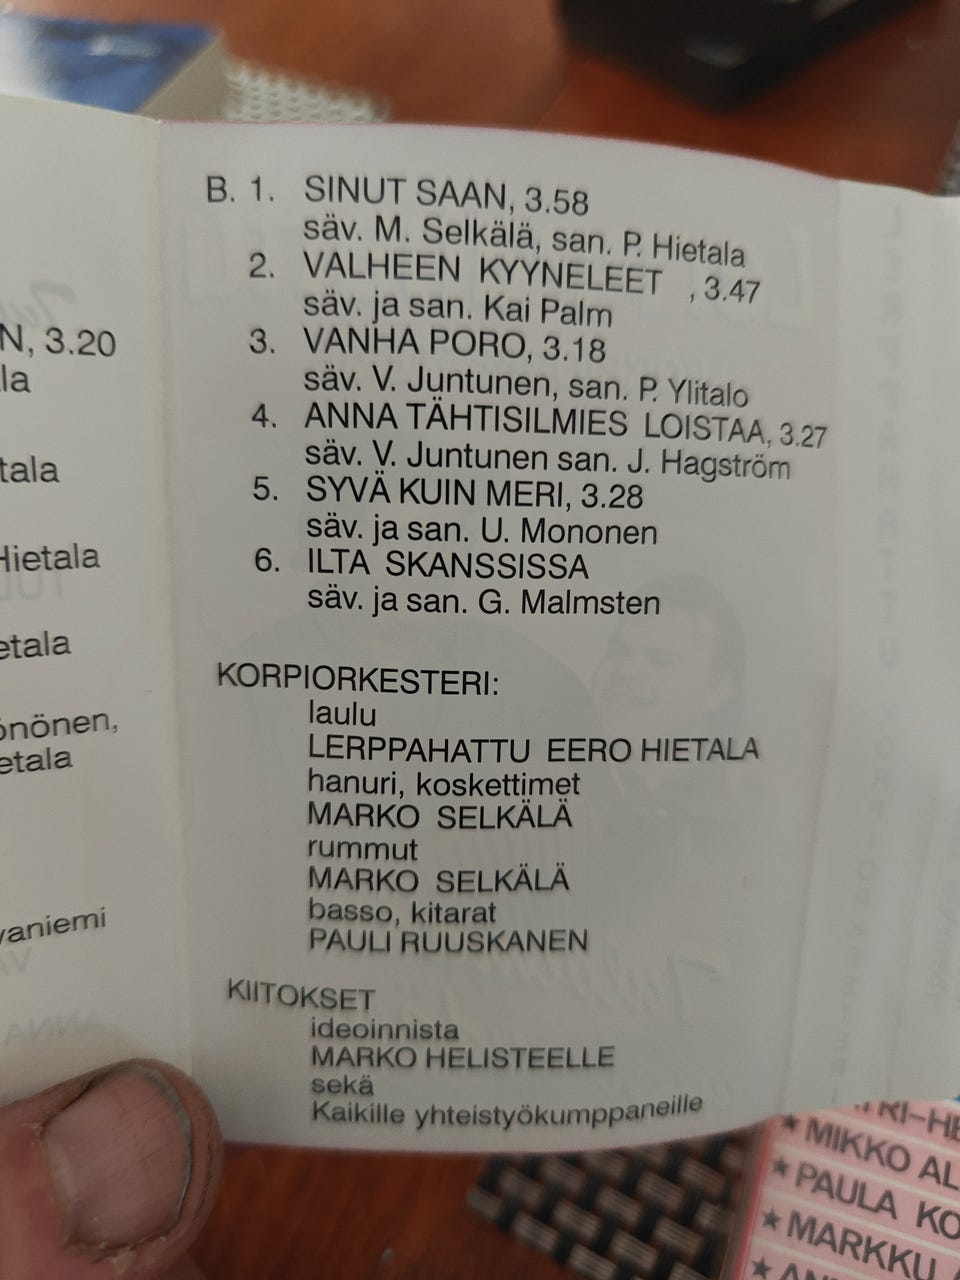 B. 1. SINUT SAAN, 3.58
säv. M. Selkälä, san. P. Hietala
2. VALHEEN KYYNELEET , 3.47
säv. ja san. Kai Palm
3. VANHA PORO, 3.18
säv. V. Juntunen, san. P. Ylitalo
4. ANNA TÄHTISILMIES LOISTAA, 3.27
säv. V. Juntunen san. J. Hagström
5. SYVÄ KUIN MERI, 3.28
säv. ja san. U. Mononen
6. ILTA SKANSSISSA
säv. ja san. G. Malmsten
KORPIORKESTERI:
laulu
LERPPAHATTU EERO HIETALA
hanuri, koskettimet
MARKO SELKÄLÄ
rummut
MARKO SELKÄLÄ
basso, kitarat
PAULI RUUSKANEN
KIITOKSET
ideoinnista
MARKO HELISTEELLE
sekä
Kaikille yhteistyökumppaneille
N, 3.20
la
tala
Hietala
etala
önönen,
etala
vaniemi
RI-HE
★ MIKKO AL
★ PAULA KO
★ MARKKU